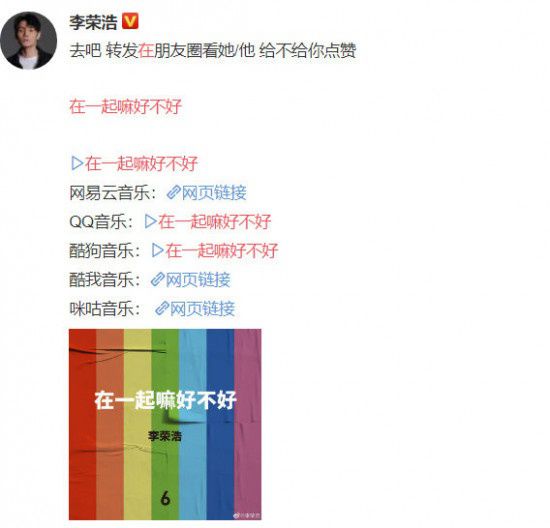 李荣浩
去吧 转发在朋友圈看她/他 给不给你点赞
在一起嘛好不好
在一起嘛好不好
网易云音乐：网页链接
QQ音乐：在一起嘛好不好
酷狗音乐：在一起嘛好不好
酷我音乐：网页链接
咪咕音乐：网页链接
在一起嘛好不好
李荣浩
6